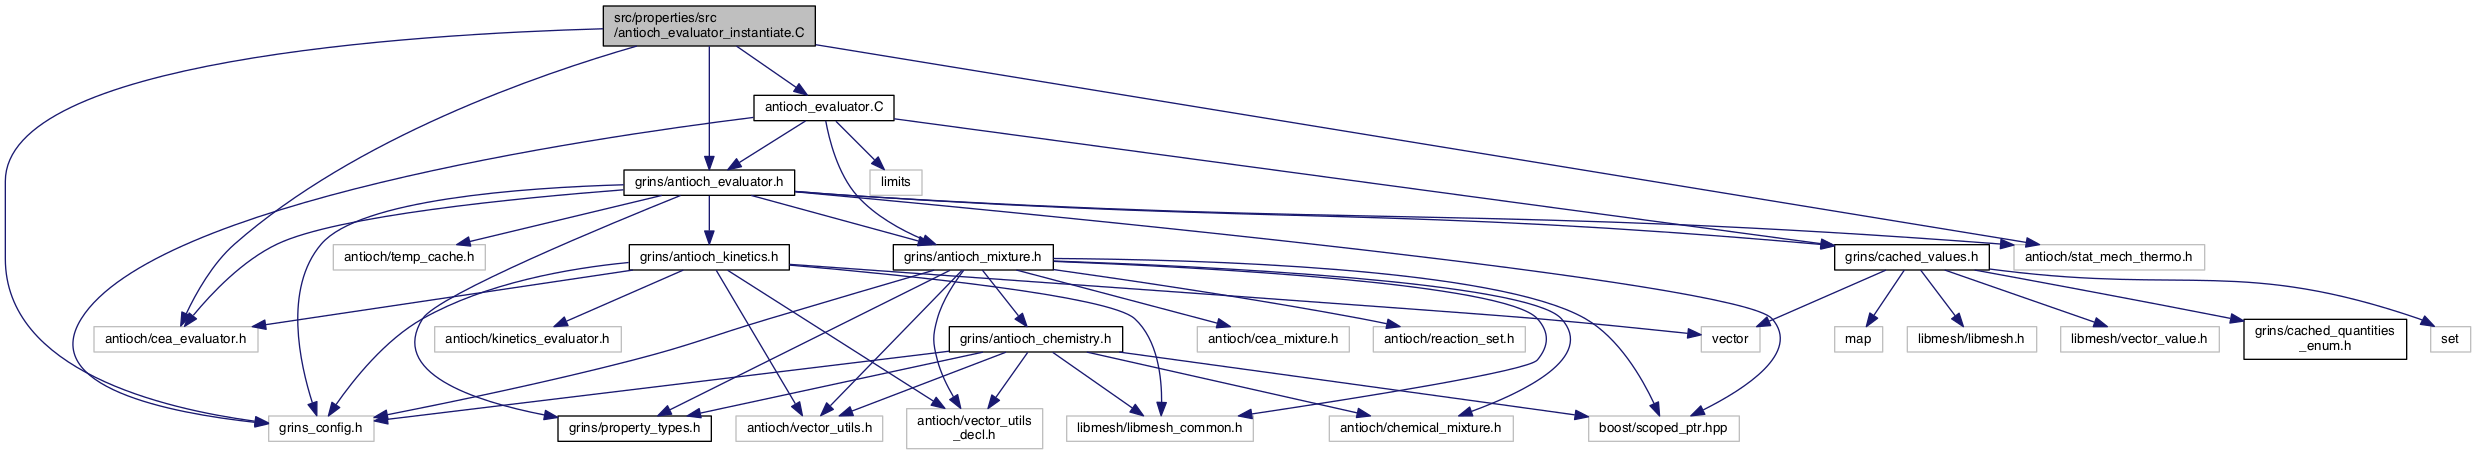 src/properties/src
/antioch_evaluator_instantiate.C
antioch_evaluator.C
grins/antioch_evaluator.h
limits
antioch/temp_cache.h
grins/antioch_kinetics.h
grins/antioch_mixture.h
grins/cached_values.h
antioch/stat_mech_thermo.h
antioch/cea_evaluator.h
antioch/kinetics_evaluator.h
grins/antioch_chemistry.h
antioch/cea_mixture.h
antioch/reaction_set.h
vector
map
libmesh/libmesh.h
libmesh/vector_value.h
grins/cached_quantities
_enum.h
set
grins_config.h
grins/property_types.h
antioch/vector_utils.h
antioch/vector_utils
_decl.h
libmesh/libmesh_common.h
antioch/chemical_mixture.h
boost/scoped_ptr.hpp